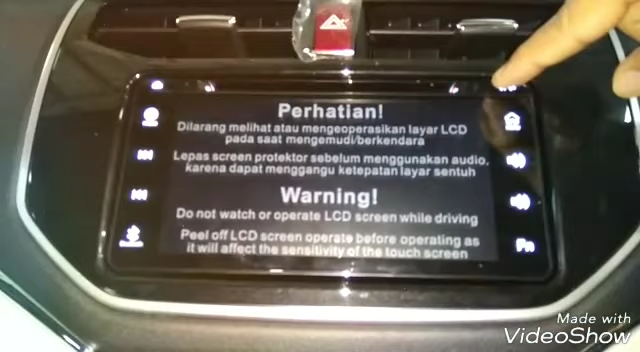 Perhatian!
Dilarang melihat atau mengeoperasikan layar LCD
pada saat mengemudi/berkendara
Lepas screen protektor sebelum menggunakan audio,
karena dapat menggangu ketepatan layar sentuh
Warning!
Do not watch or operate LCD screen while driving
Peel off LCD screen operate before operating as
it will affect the sensitivity of the touch screen
Fn
Made with
VideoShow